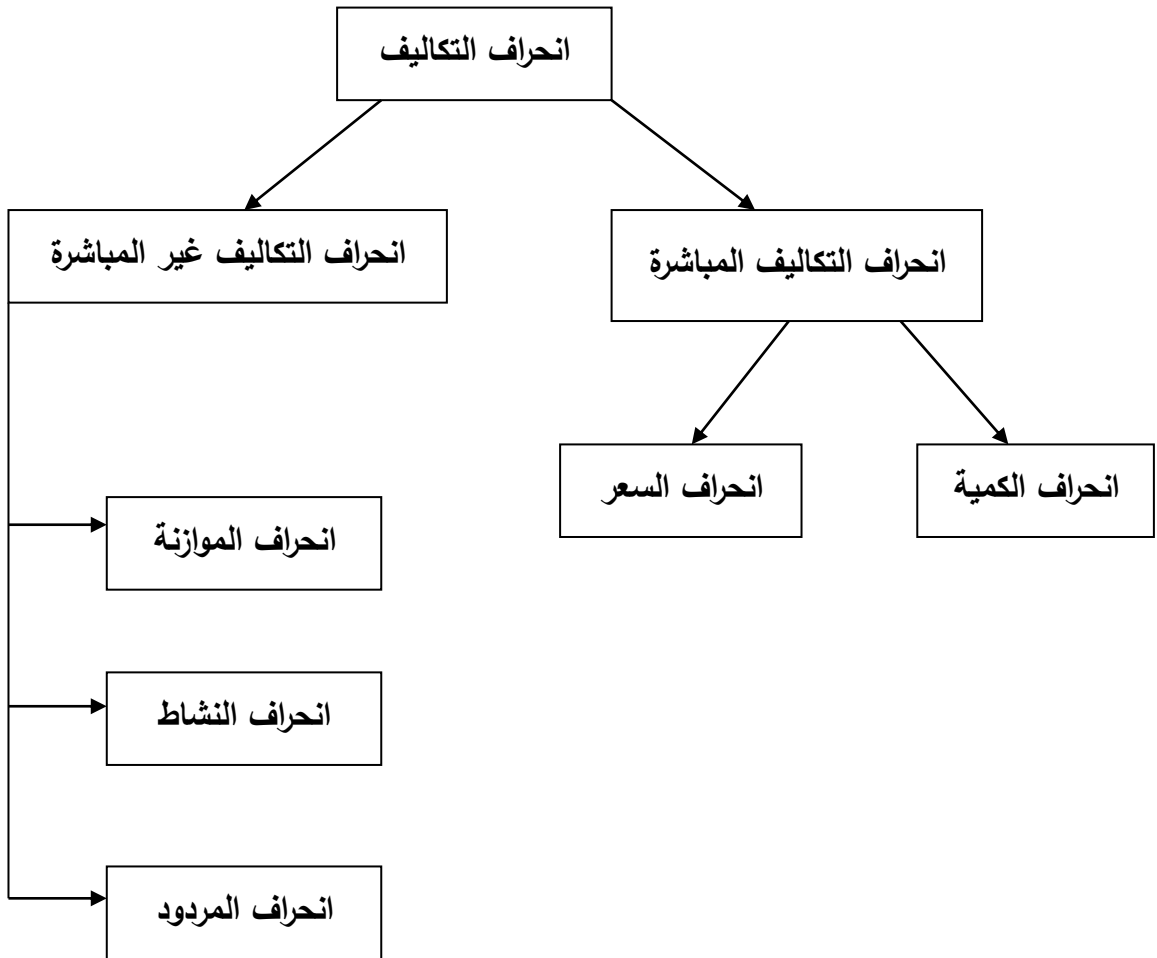 انحراف التكاليف
انحراف التكاليف المباشرة
انحراف التكاليف غير المباشرة
انحراف الكمية
انحراف السعر
انحراف الموازنة
انحراف النشاط
انحراف المردود